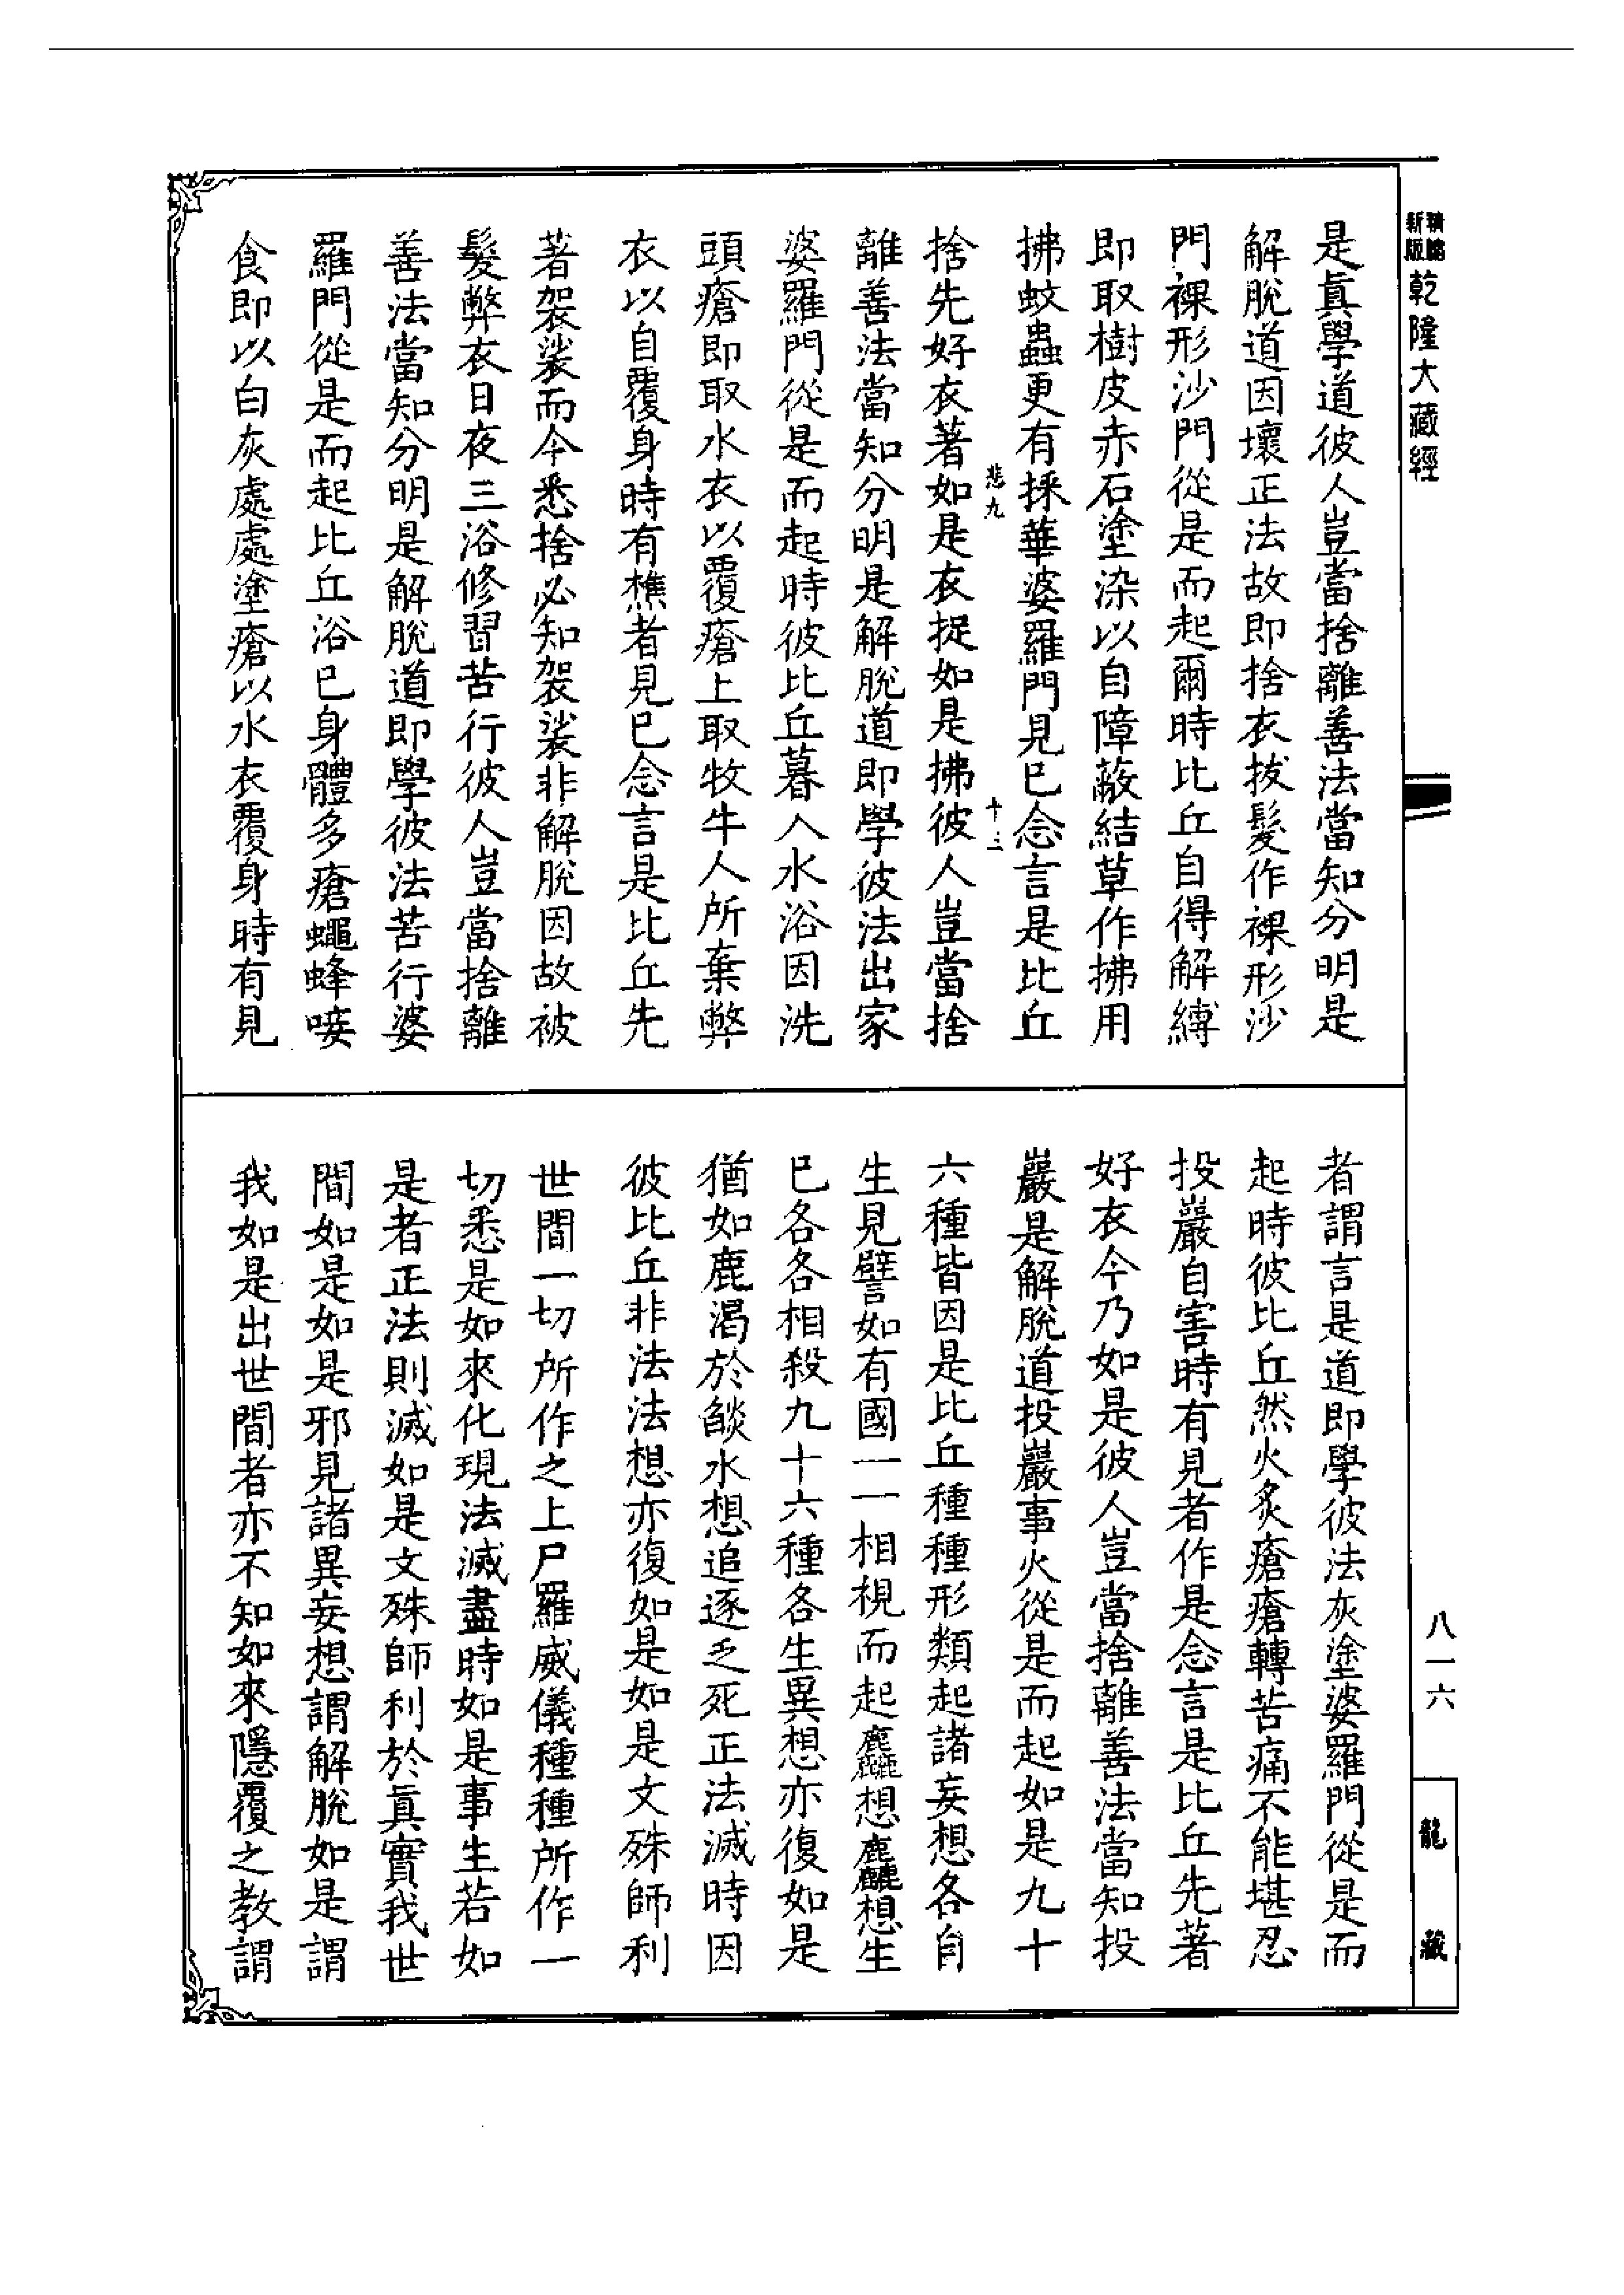 新版 精縮 乾隆大藏經
是真學道彼人豈當捨離善法當知分明是
解脫道因壞正法故即捨衣拔髮作裸形沙
門裸形沙門從是而起爾時比丘自得解縛
即取樹皮赤石塗染以自障蔽結草作拂用
拂蚊蟲更有採華婆羅門見已念言是比丘
悲九
十三
捨先好衣著如是衣捉如是拂彼人豈當捨
離善法當知分明是解脫道即學彼法出家
婆羅門從是而起時彼比丘暮入水浴因洗
頭瘡即取水衣以覆瘡上取牧牛人所棄弊
衣以自覆身時有樵者見已念言是比丘先
著袈裟而今悉捨必知袈裟非解脫因故被
髮弊衣日夜三浴修習苦行彼人豈當捨離
善法當知分明是解脫道即學彼法苦行婆
羅門從是而起比丘浴已身體多瘡蠅蜂唼
食即以白灰處處塗瘡以水衣覆身時有見
者謂言是道即學彼法灰塗婆羅門從是而
起時彼比丘然火炙瘡瘡轉苦痛不能堪忍
投巖自害時有見者作是念言是比丘先著
好衣今乃如是彼人豈當捨離善法當知投
巖是解脫道投巖事火從是而起如是九十
六種皆因是比丘種種形類起諸妄想各自
生見譬如有國一一相視而起麤想麤想生
已各各相殺九十六種各生異想亦復如是
猶如鹿渴於燄水想追逐乏死正法滅時因
彼比丘非法法想亦復如是如是文殊師利
世間一切所作之上尸羅威儀種種所作一
切悉是如來化現法滅盡時如是事生若如
是者正法則滅如是文殊師利於真實我世
間如是如是邪見諸異妄想謂解脫如是謂
我如是出世間者亦不知如來隱覆之教謂
八一六
龍藏